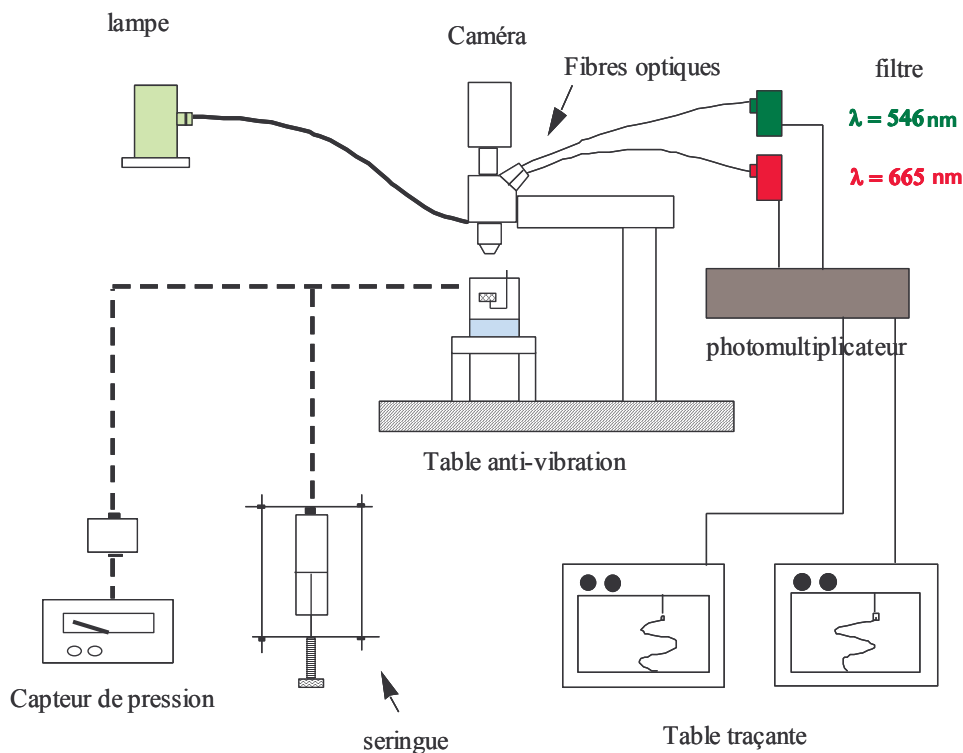 lampe
Caméra
Fibres optiques
filtre
λ = 546 nm
λ = 665 nm
photomultiplicateur
Table anti-vibration
Capteur de pression
seringue
Table traçante